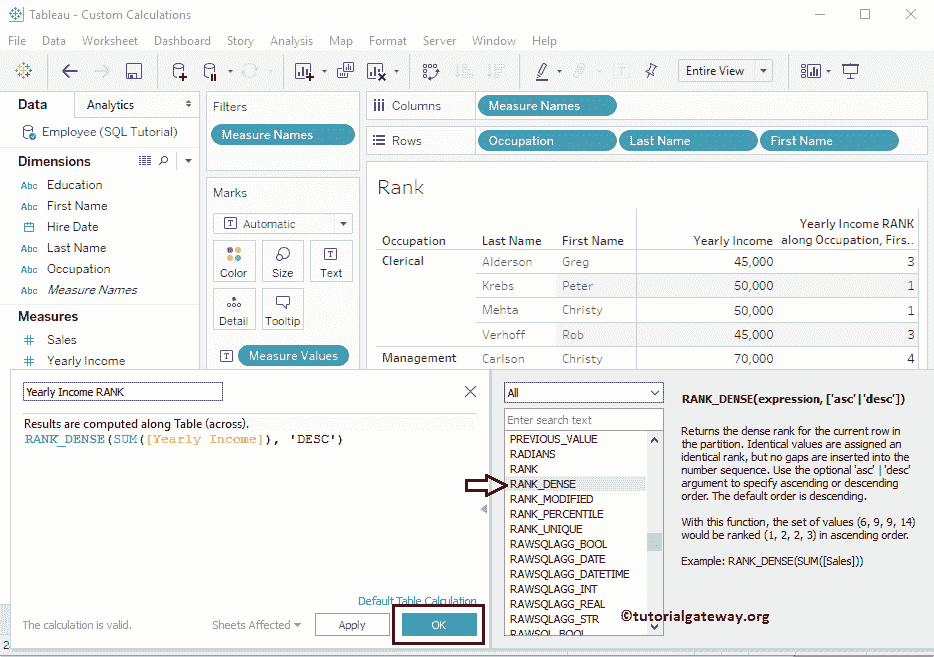 Tableau - Custom Calculations
File Data Worksheet Dashboard Story Analysis Map Format Server Window Help
Entire View
Data Analytics
Employee (SQL Tutorial)
Dimensions
Abc Education
Abc First Name
Hire Date
Abc Last Name
Abc Occupation
Abc Measure Names
Measures
# Sales
# Yearly Income
Filters
Measure Names
Marks
T Automatic
Color Size Text
Detail Tooltip
Measure Values
Columns Measure Names
Rows Occupation Last Name First Name
Rank
Yearly Income RANK
Occupation Last Name First Name Yearly Income along Occupation, Firs..
Clerical Alderson Greg 45,000 3
Krebs Peter 50,000 1
Mehta Christy 50,000 1
Verhoff Rob 45,000 3
Management Carlson Christy 70,000 4
Yearly Income RANK
Results are computed along Table (across).
RANK_DENSE(SUM([Yearly Income]), 'DESC')
Default Table Calculation
The calculation is valid. Sheets Affected Apply OK
All
Enter search text
PREVIOUS_VALUE
RADIANS
RANK
RANK_DENSE
RANK_MODIFIED
RANK_PERCENTILE
RANK_UNIQUE
RAWSQLAGG_BOOL
RAWSQLAGG_DATE
RAWSQLAGG_DATETIME
RAWSQLAGG_INT
RAWSQLAGG_REAL
RAWSQLAGG_STR
RAWSQL_BOOL
RANK_DENSE(expression, ['asc'|'desc'])
Returns the dense rank for the current row in
the partition. Identical values are assigned an
identical rank, but no gaps are inserted into the
number sequence. Use the optional 'asc' | 'desc'
argument to specify ascending or descending
order. The default order is descending.
With this function, the set of values (6, 9, 9, 14)
would be ranked (1, 2, 2, 3) in ascending order.
Example: RANK_DENSE(SUM([Sales]))
©tutorialgateway.org
2